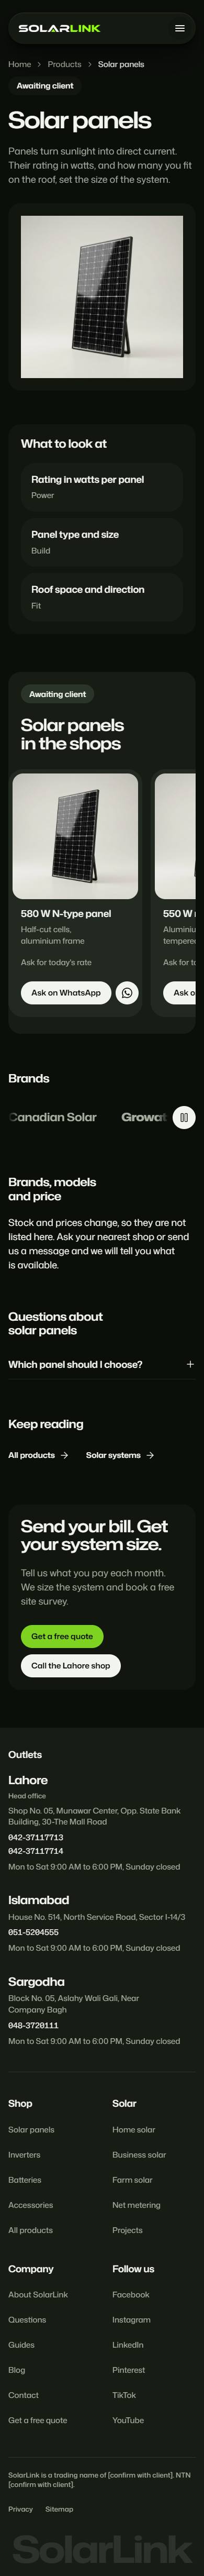 SOLARLINK
Home > Products > Solar panels
Awaiting client
Solar panels
Panels turn sunlight into direct current.
Their rating in watts, and how many you fit
on the roof, set the size of the system.
What to look at
Rating in watts per panel
Power
Panel type and size
Build
Roof space and direction
Fit
Awaiting client
Solar panels
in the shops
580 W N-type panel
Half-cut cells,
aluminium frame
Ask for today's rate
Ask on WhatsApp
550 W
Aluminiu
tempere
Ask for to
Ask o
Brands
Canadian Solar
Growat
Brands, models
and price
Stock and prices change, so they are not
listed here. Ask your nearest shop or send
us a message and we will tell you what
is available.
Questions about
solar panels
Which panel should I choose?
Keep reading
All products →
Solar systems →
Send your bill. Get
your system size.
Tell us what you pay each month.
We size the system and book a free
site survey.
Get a free quote
Call the Lahore shop
Outlets
Lahore
Head office
Shop No. 05, Munawar Center, Opp. State Bank
Building, 30-The Mall Road
042-37117713
042-37117714
Mon to Sat 9:00 AM to 6:00 PM, Sunday closed
Islamabad
House No. 514, North Service Road, Sector I-14/3
051-5204555
Mon to Sat 9:00 AM to 6:00 PM, Sunday closed
Sargodha
Block No. 05, Aslahy Wali Gali, Near
Company Bagh
048-3720111
Mon to Sat 9:00 AM to 6:00 PM, Sunday closed
Shop
Solar panels
Inverters
Batteries
Accessories
All products
Solar
Home solar
Business solar
Farm solar
Net metering
Projects
Company
About SolarLink
Questions
Guides
Blog
Contact
Get a free quote
Follow us
Facebook
Instagram
LinkedIn
Pinterest
TikTok
YouTube
SolarLink is a trading name of [confirm with client]. NTN
[confirm with client].
Privacy
Sitemap
SolarLink